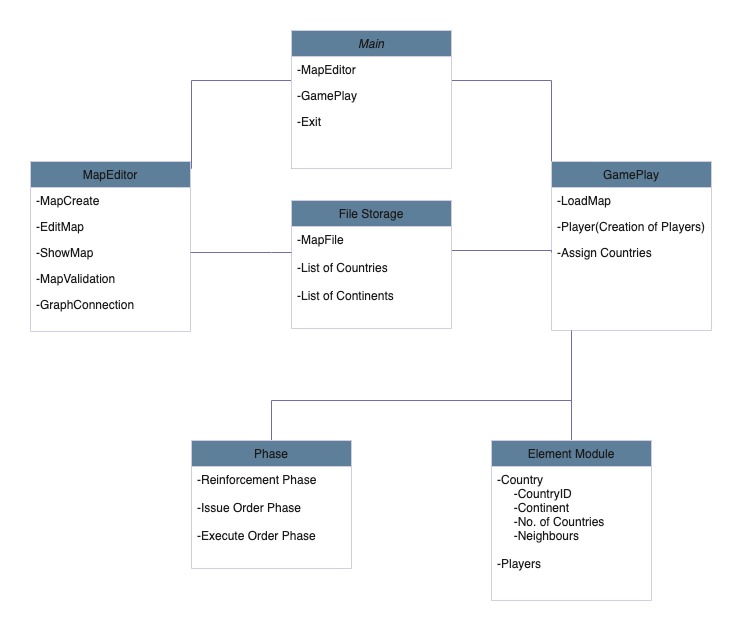 Main
-MapEditor
-GamePlay
-Exit
MapEditor
-MapCreate
-EditMap
-ShowMap
-MapValidation
-GraphConnection
File Storage
-MapFile
-List of Countries
-List of Continents
GamePlay
-LoadMap
-Player(Creation of Players)
-Assign Countries
Phase
-Reinforcement Phase
-Issue Order Phase
-Execute Order Phase
Element Module
-Country
-CountryID
-Continent
-No. of Countries
-Neighbours
-Players